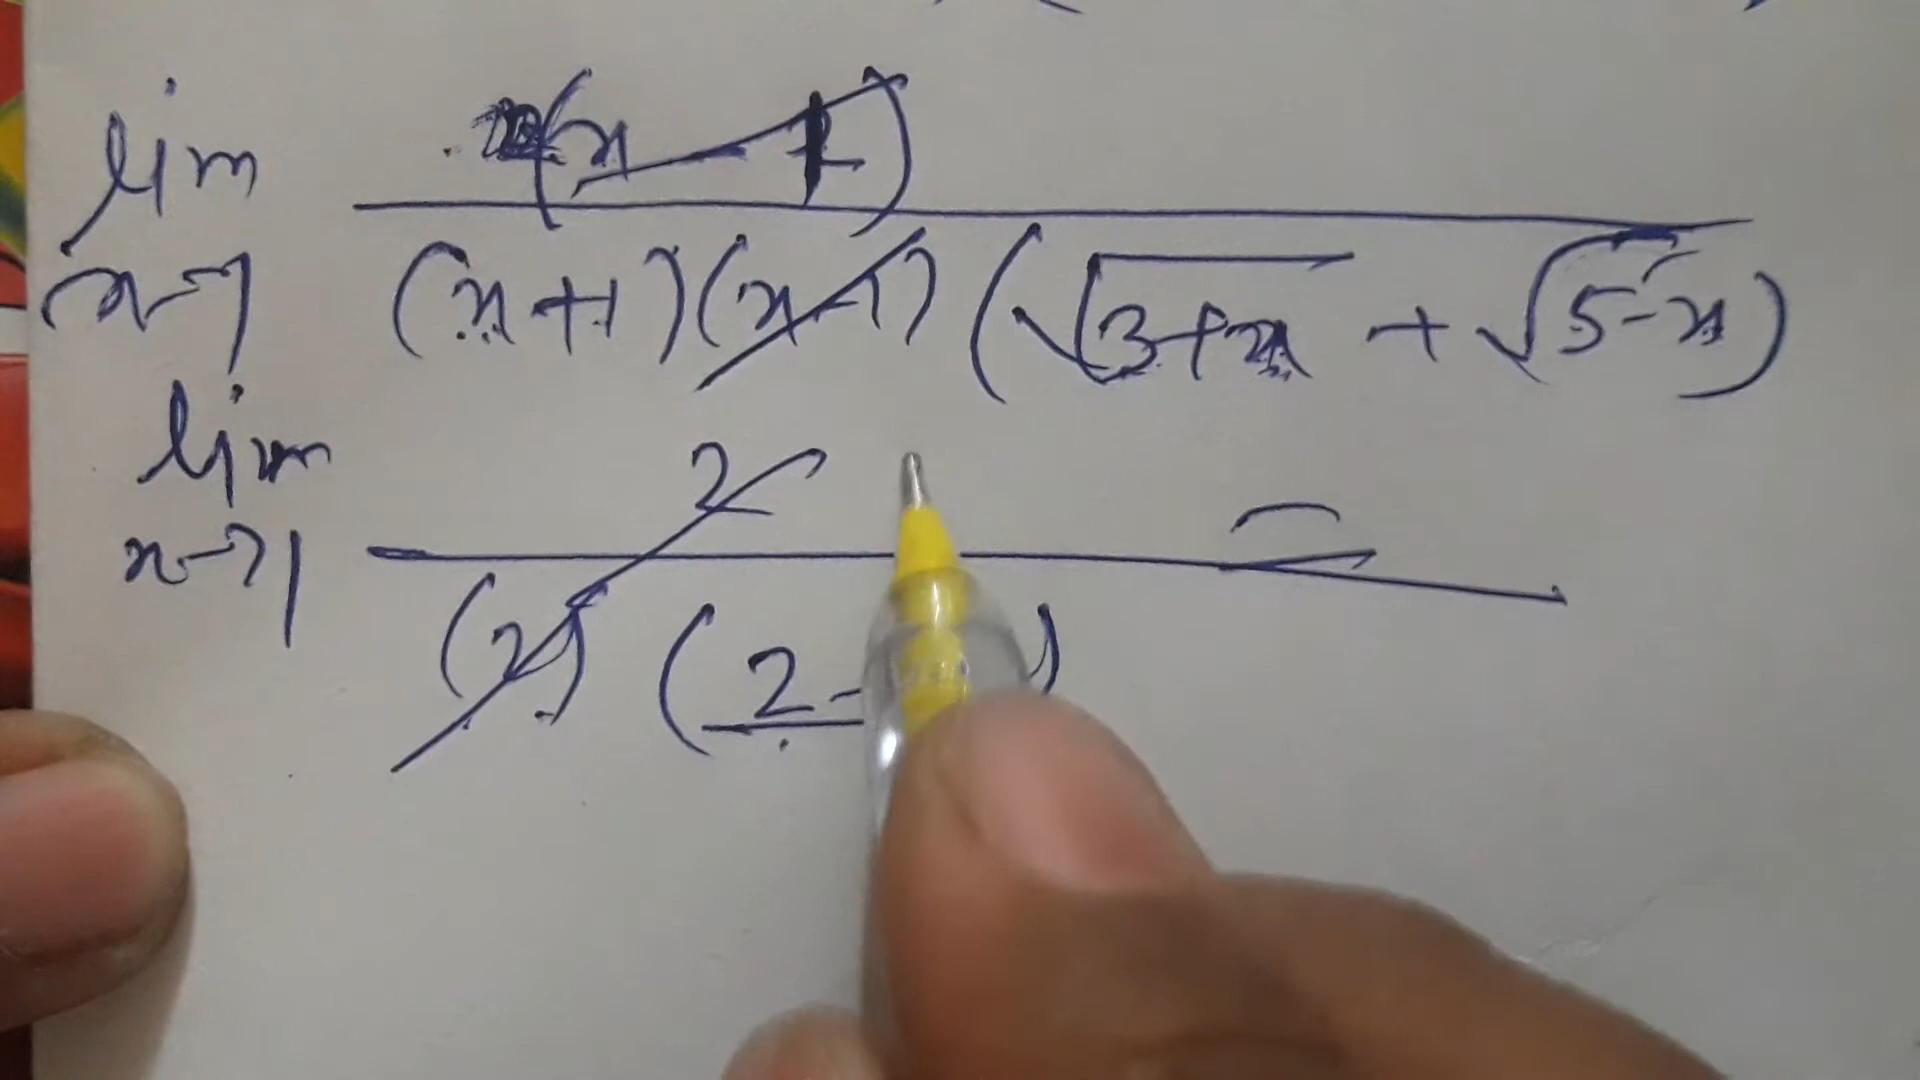 lim 2(x - 1)
x→1 (x+1)(x-1)(√3+x + √5-x)
lim 2
x→1 (2) (2 )